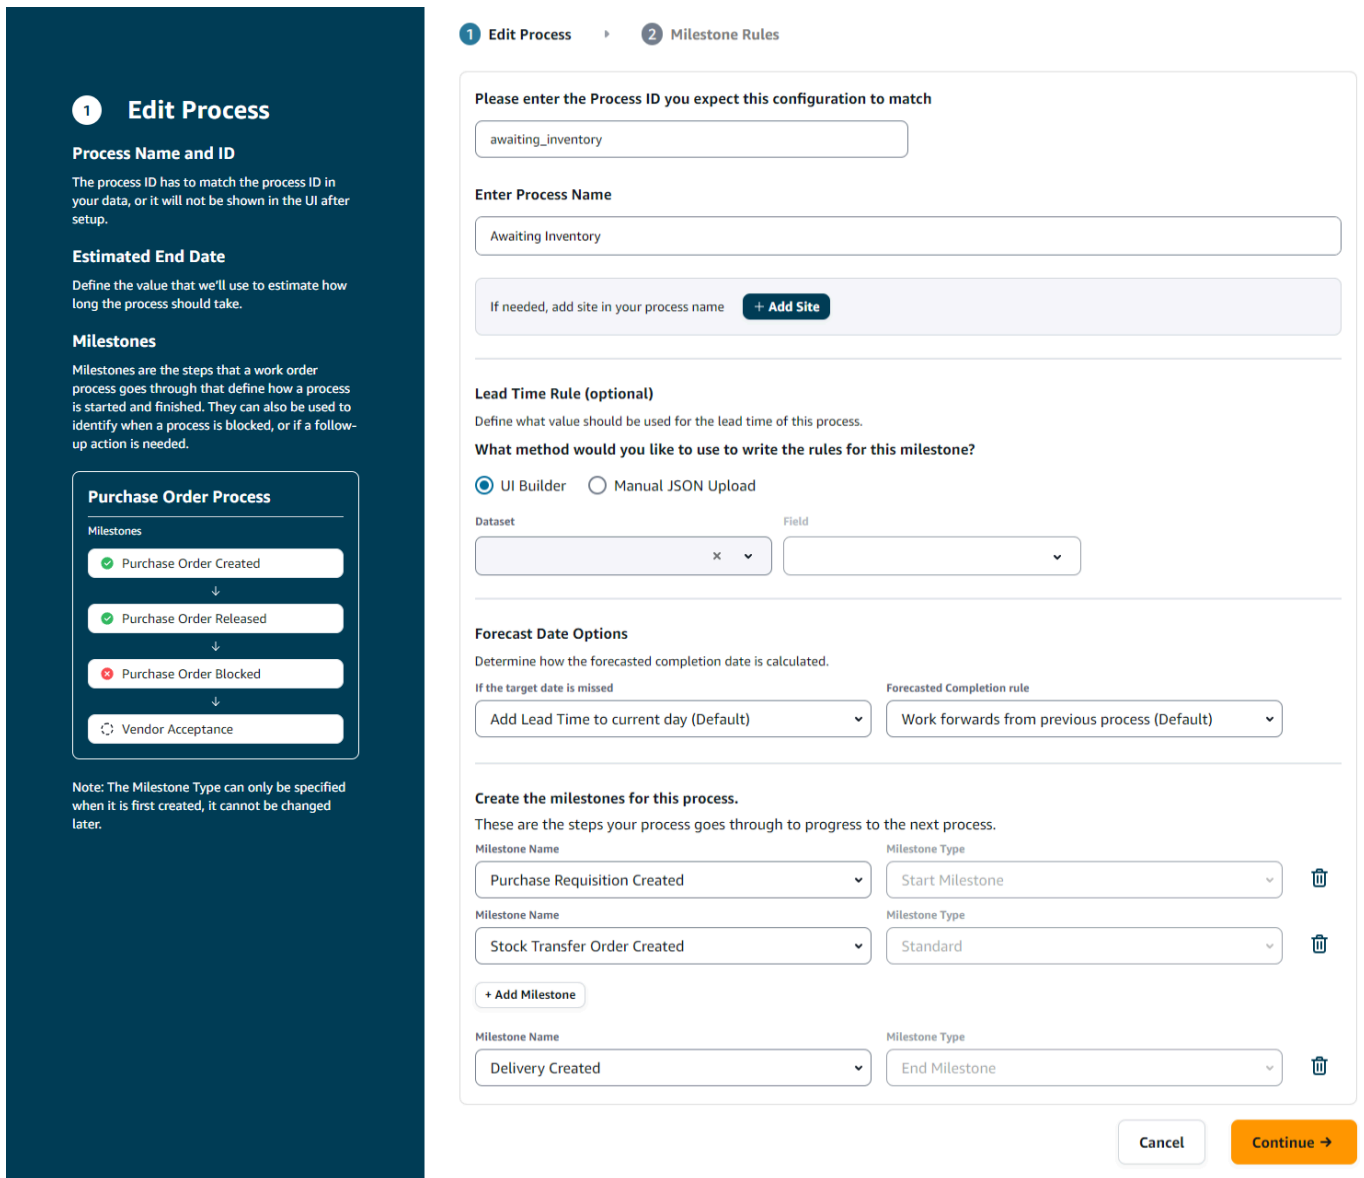 1 Edit Process
Process Name and ID
The process ID has to match the process ID in
your data, or it will not be shown in the UI after
setup.
Estimated End Date
Define the value that we'll use to estimate how
long the process should take.
Milestones
Milestones are the steps that a work order
process goes through that define how a process
is started and finished. They can also be used to
identify when a process is blocked, or if a follow-
up action is needed.
Purchase Order Process
Milestones
Purchase Order Created
Purchase Order Released
Purchase Order Blocked
Vendor Acceptance
Note: The Milestone Type can only be specified
when it is first created, it cannot be changed
later.
1 Edit Process 2 Milestone Rules
Please enter the Process ID you expect this configuration to match
awaiting_inventory
Enter Process Name
Awaiting Inventory
If needed, add site in your process name + Add Site
Lead Time Rule (optional)
Define what value should be used for the lead time of this process.
What method would you like to use to write the rules for this milestone?
UI Builder Manual JSON Upload
Dataset Field
Forecast Date Options
Determine how the forecasted completion date is calculated.
If the target date is missed Forecasted Completion rule
Add Lead Time to current day (Default) Work forwards from previous process (Default)
Create the milestones for this process.
These are the steps your process goes through to progress to the next process.
Milestone Name Milestone Type
Purchase Requisition Created Start Milestone
Milestone Name Milestone Type
Stock Transfer Order Created Standard
+ Add Milestone
Milestone Name Milestone Type
Delivery Created End Milestone
Cancel Continue →